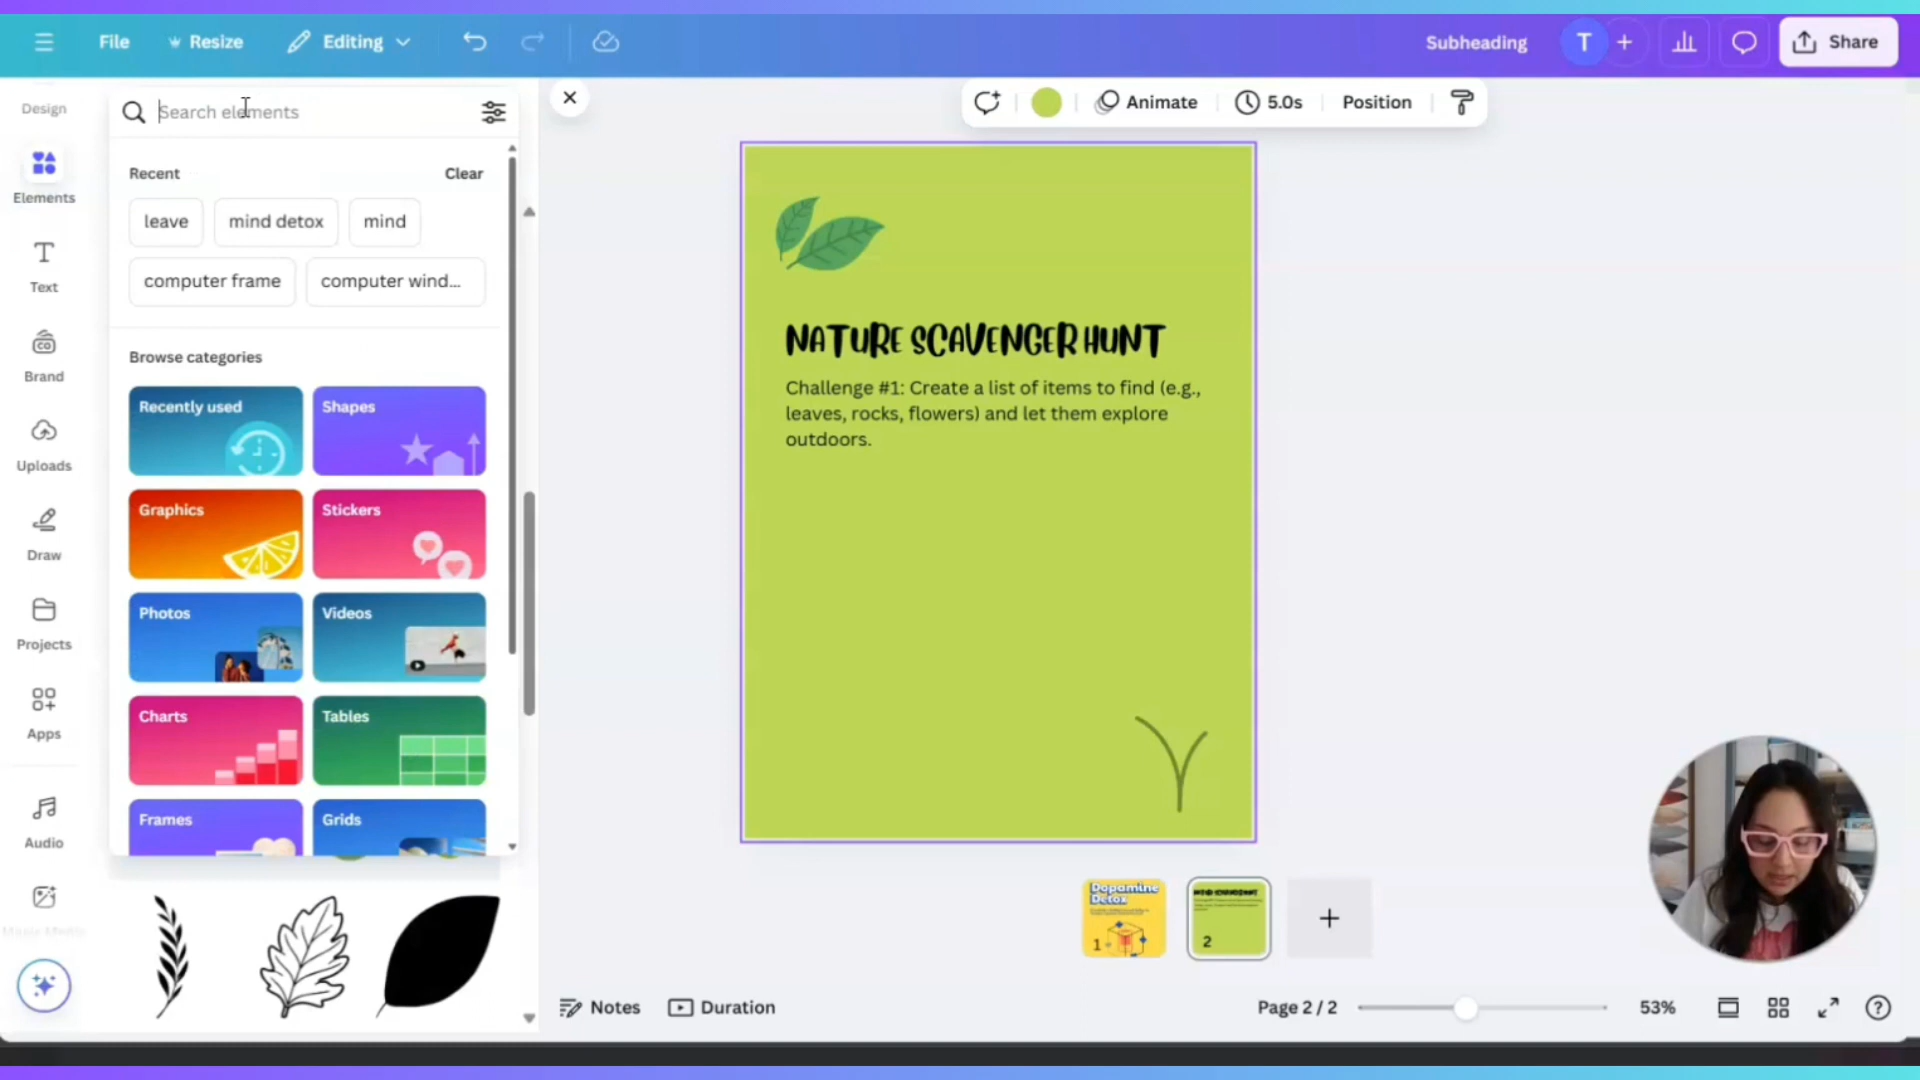 File
Resize
Editing
Subheading
T
Share
Design
Search elements
Animate
5.0s
Position
Recent
Clear
Elements
leave
mind detox
mind
Text
computer frame
computer wind...
Browse categories
Brand
Recently used
Shapes
NATURE SCAVENGER HUNT
Challenge #1: Create a list of items to find (e.g.,
leaves, rocks, flowers) and let them explore
outdoors.
Uploads
Graphics
Stickers
Draw
Photos
Videos
Projects
Charts
Tables
Apps
Frames
Grids
Audio
Dopamine
Detox
1
NATURE SCAVENGER HUNT
2
Notes
Duration
Page 2 / 2
53%